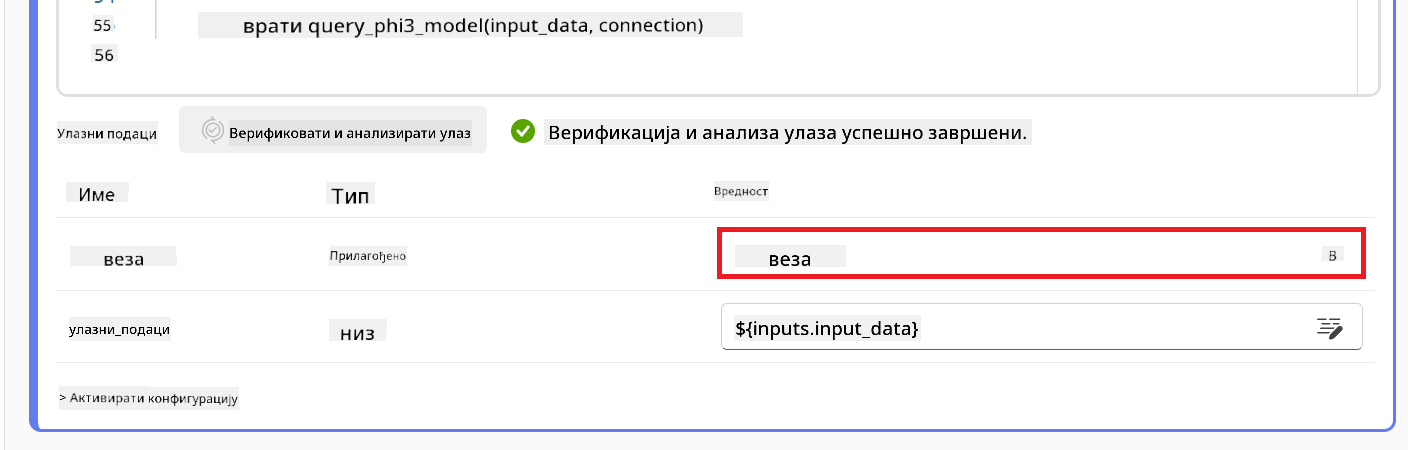 55
врати query_phi3_model(input_data, connection)
56
Улазни подаци
Верификовати и анализирати улаз
Верификација и анализа улаза успешно завршени.
Име
Тип
Вредност
веза
Прилагођено
веза
В
улазни_подаци
низ
${inputs.input_data}
> Активирати конфигурацију